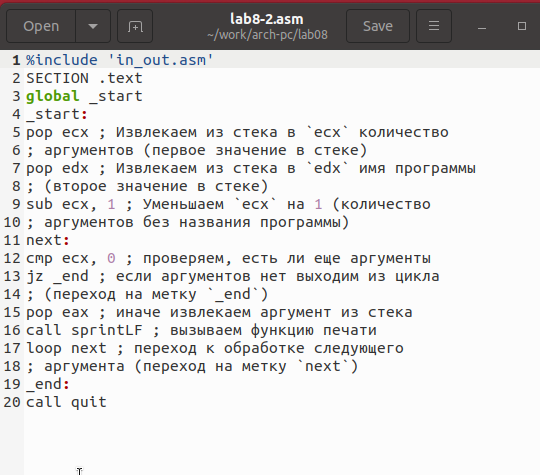 Open
lab8-2.asm
~/work/arch-pc/lab08
Save
1 %include 'in_out.asm'
2 SECTION .text
3 global _start
4 _start:
5 pop ecx ; Извлекаем из стека в `ecx` количество
6 ; аргументов (первое значение в стеке)
7 pop edx ; Извлекаем из стека в `edx` имя программы
8 ; (второе значение в стеке)
9 sub ecx, 1 ; Уменьшаем `ecx` на 1 (количество
10 ; аргументов без названия программы)
11 next:
12 cmp ecx, 0 ; проверяем, есть ли еще аргументы
13 jz _end ; если аргументов нет выходим из цикла
14 ; (переход на метку `_end`)
15 pop eax ; иначе извлекаем аргумент из стека
16 call sprintLF ; вызываем функцию печати
17 loop next ; переход к обработке следующего
18 ; аргумента (переход на метку `next`)
19 _end:
20 call quit